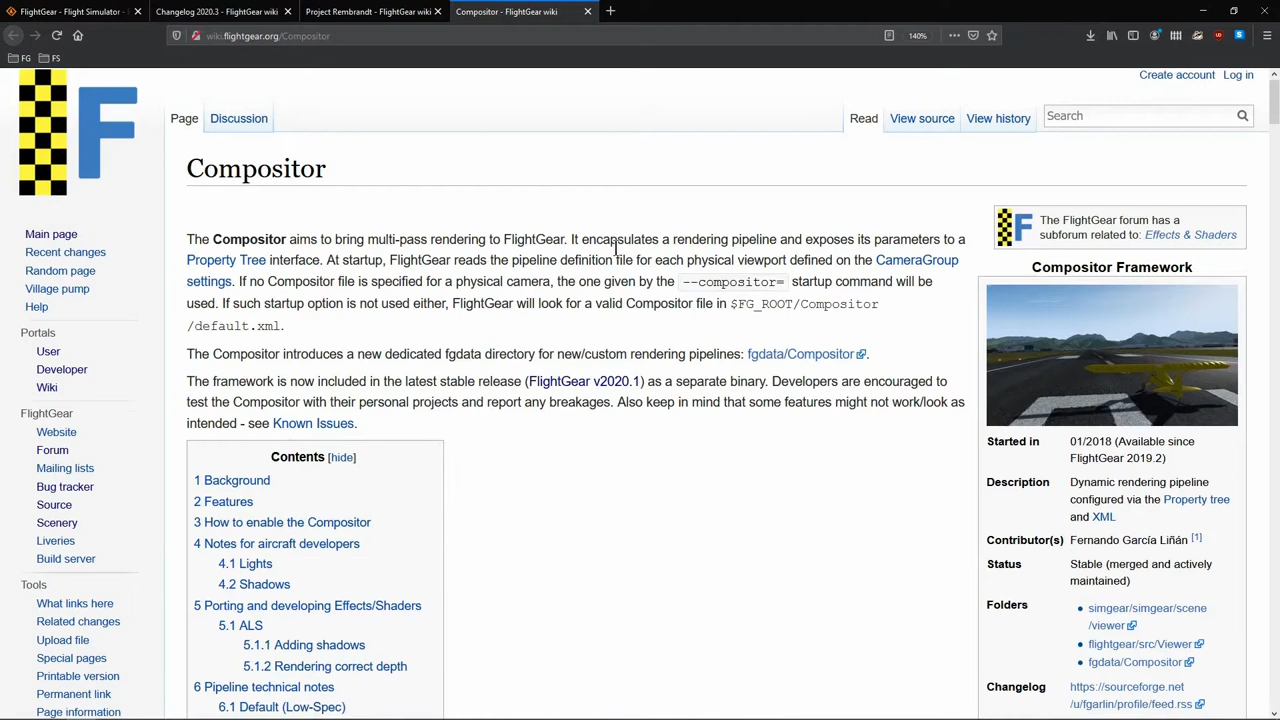 FlightGear - Flight Simulator -
Changelog 2020.3 - FlightGear wiki
Project Rembrandt - FlightGear wiki
Compositor - FlightGear wiki
wiki.flightgear.org/Compositor
140%
FG
FS
Create account Log in
Page Discussion Read View source View history Search
Compositor
The Compositor aims to bring multi-pass rendering to FlightGear. It encapsulates a rendering pipeline and exposes its parameters to a
Property Tree interface. At startup, FlightGear reads the pipeline definition file for each physical viewport defined on the CameraGroup
settings. If no Compositor file is specified for a physical camera, the one given by the --compositor= startup command will be
used. If such startup option is not used either, FlightGear will look for a valid Compositor file in $FG_ROOT/Compositor
/default.xml.
The Compositor introduces a new dedicated fgdata directory for new/custom rendering pipelines: fgdata/Compositor.
The framework is now included in the latest stable release (FlightGear v2020.1) as a separate binary. Developers are encouraged to
test the Compositor with their personal projects and report any breakages. Also keep in mind that some features might not work/look as
intended - see Known Issues.
Contents [hide]
1 Background
2 Features
3 How to enable the Compositor
4 Notes for aircraft developers
4.1 Lights
4.2 Shadows
5 Porting and developing Effects/Shaders
5.1 ALS
5.1.1 Adding shadows
5.1.2 Rendering correct depth
6 Pipeline technical notes
6.1 Default (Low-Spec)
F
Main page
Recent changes
Random page
Village pump
Help
Portals
User
Developer
Wiki
FlightGear
Website
Forum
Mailing lists
Bug tracker
Source
Scenery
Liveries
Build server
Tools
What links here
Related changes
Upload file
Special pages
Printable version
Permanent link
Page information
F
The FlightGear forum has a
subforum related to: Effects & Shaders
Compositor Framework
Started in 01/2018 (Available since
FlightGear 2019.2)
Description Dynamic rendering pipeline
configured via the Property tree
and XML
Contributor(s) Fernando García Liñán [1]
Status Stable (merged and actively
maintained)
Folders simgear/simgear/scene
/viewer
flightgear/src/Viewer
fgdata/Compositor
Changelog https://sourceforge.net
/u/fgarlin/profile/feed.rss